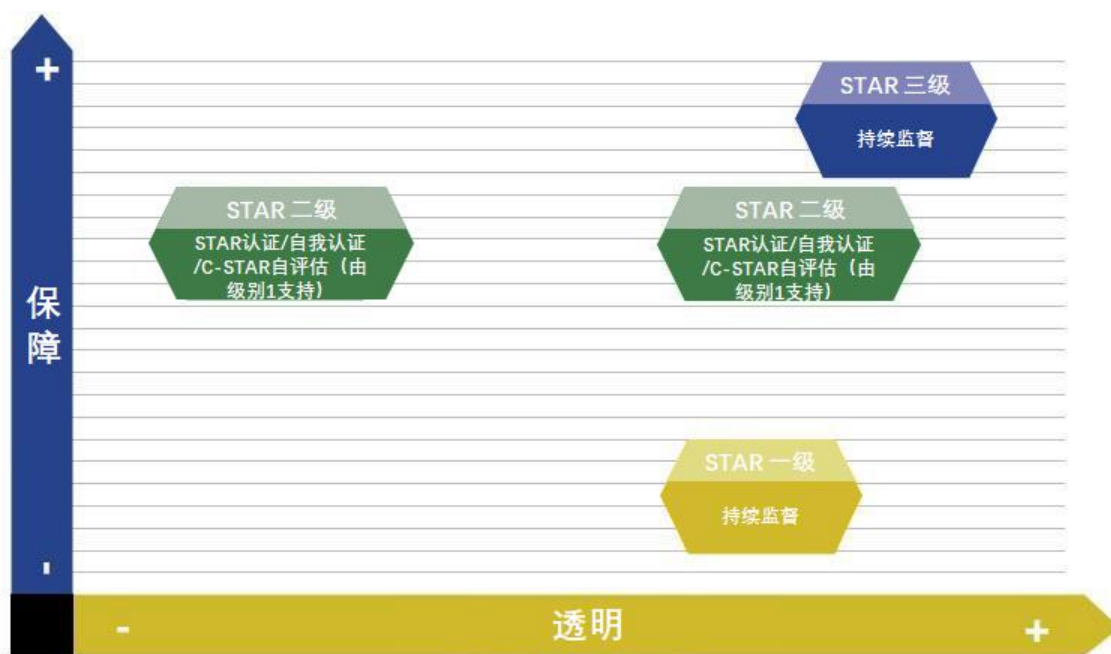 +
STAR 三级
持续监督
STAR 二级
STAR认证/自我认证
/C-STAR自评估（由
级别1支持）
STAR 二级
STAR认证/自我认证
/C-STAR自评估（由
级别1支持）
保
障
STAR 一级
持续监督
-
-
透明
+